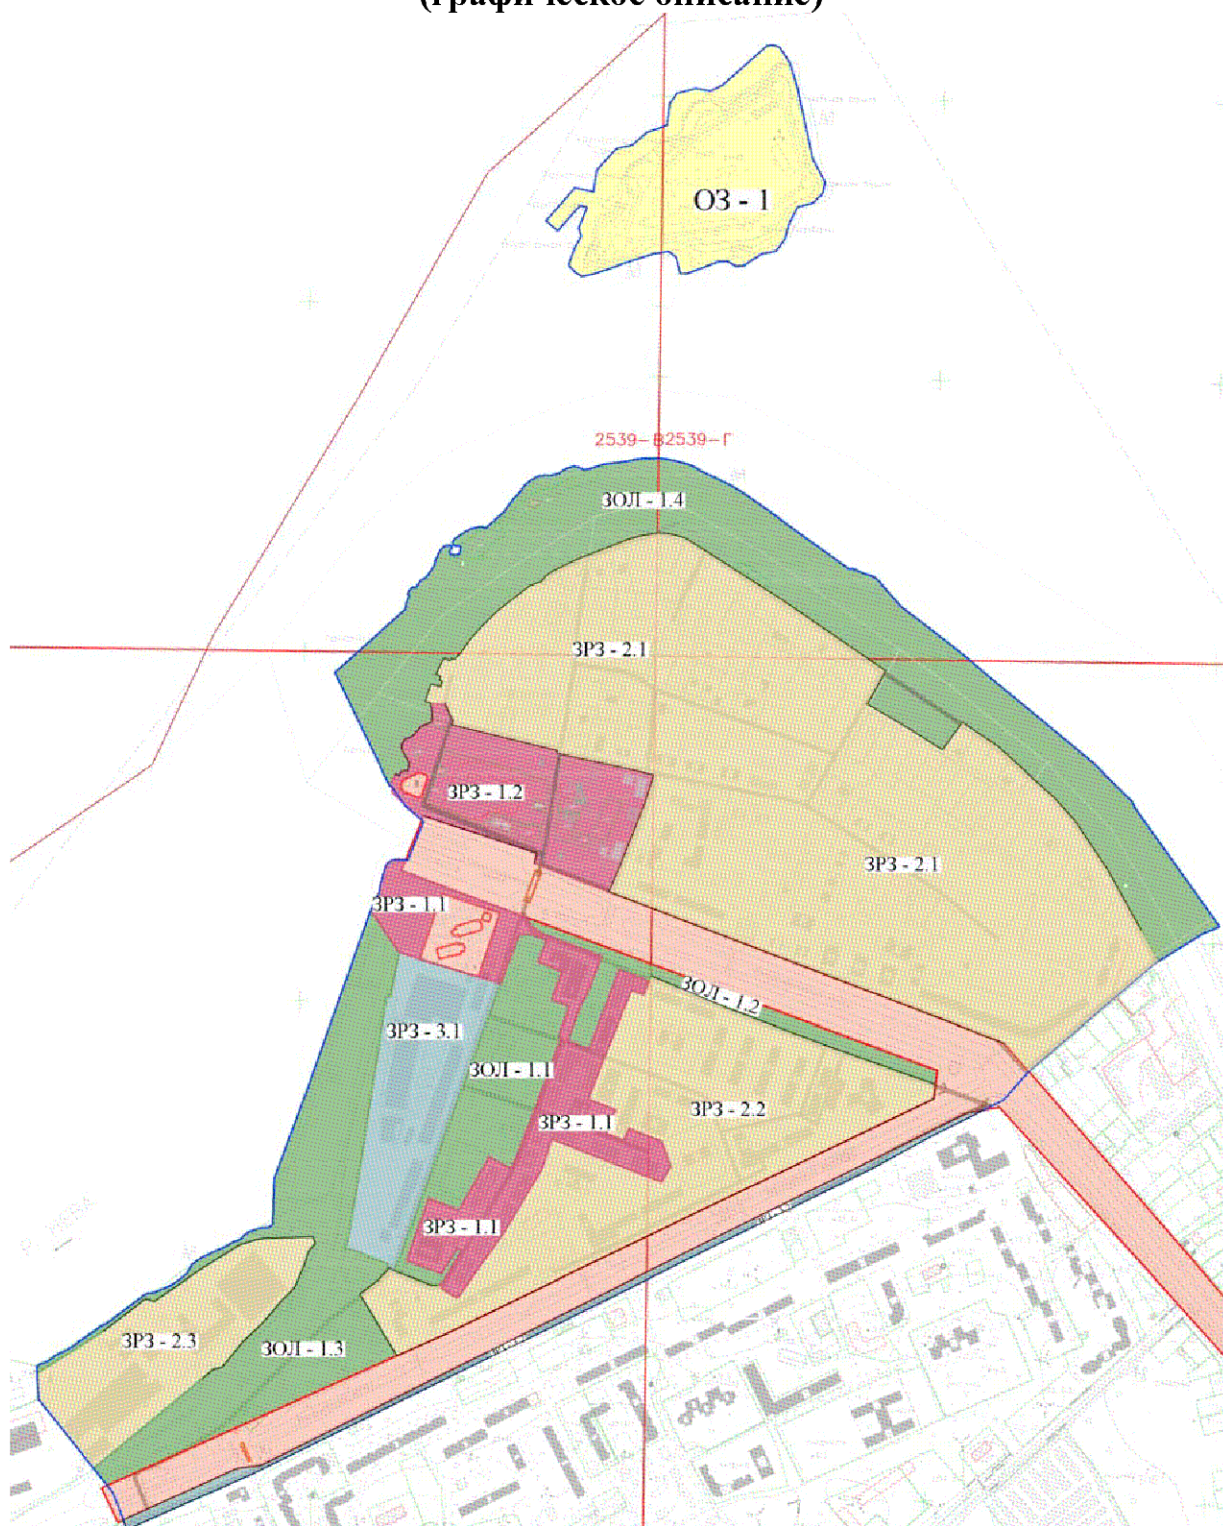 (графическое описание)
ОЗ - 1
2539-В2539-Г
ЗОЛ - 1.4
ЗРЗ - 2.1
ЗРЗ - 1.2
ЗРЗ - 2.1
ЗРЗ - 1.1
ЗОЛ - 1.2
ЗРЗ - 3.1
ЗОЛ - 1.1
ЗРЗ - 2.2
ЗРЗ - 1.1
ЗРЗ - 1.1
ЗРЗ - 2.3
ЗОЛ - 1.3